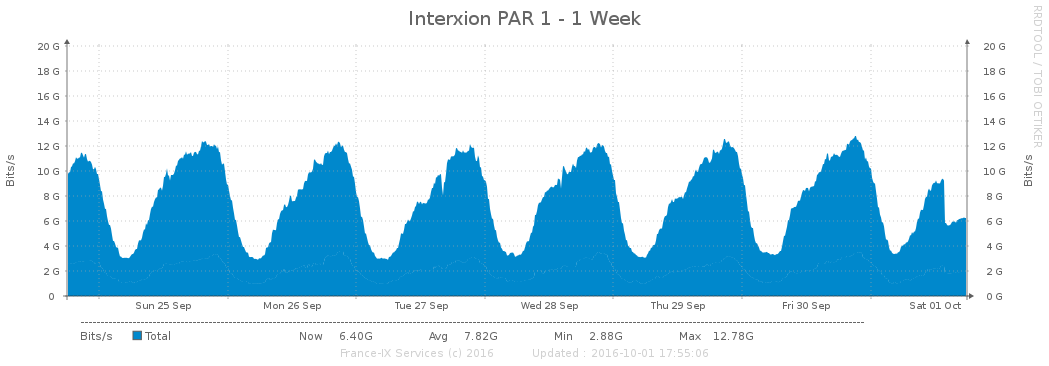 Interxion PAR 1 - 1 Week
RRDTOOL / TOBI OETIKER
Bits/s
20 G 20 G
18 G 18 G
16 G 16 G
14 G 14 G
12 G 12 G
10 G 10 G
8 G 8 G
6 G 6 G
4 G 4 G
2 G 2 G
0 0 G
Bits/s
Sun 25 Sep Mon 26 Sep Tue 27 Sep Wed 28 Sep Thu 29 Sep Fri 30 Sep Sat 01 Oct
Bits/s Total Now 6.40G Avg 7.82G Min 2.88G Max 12.78G
France-IX Services (c) 2016 Updated : 2016-10-01 17:55:06